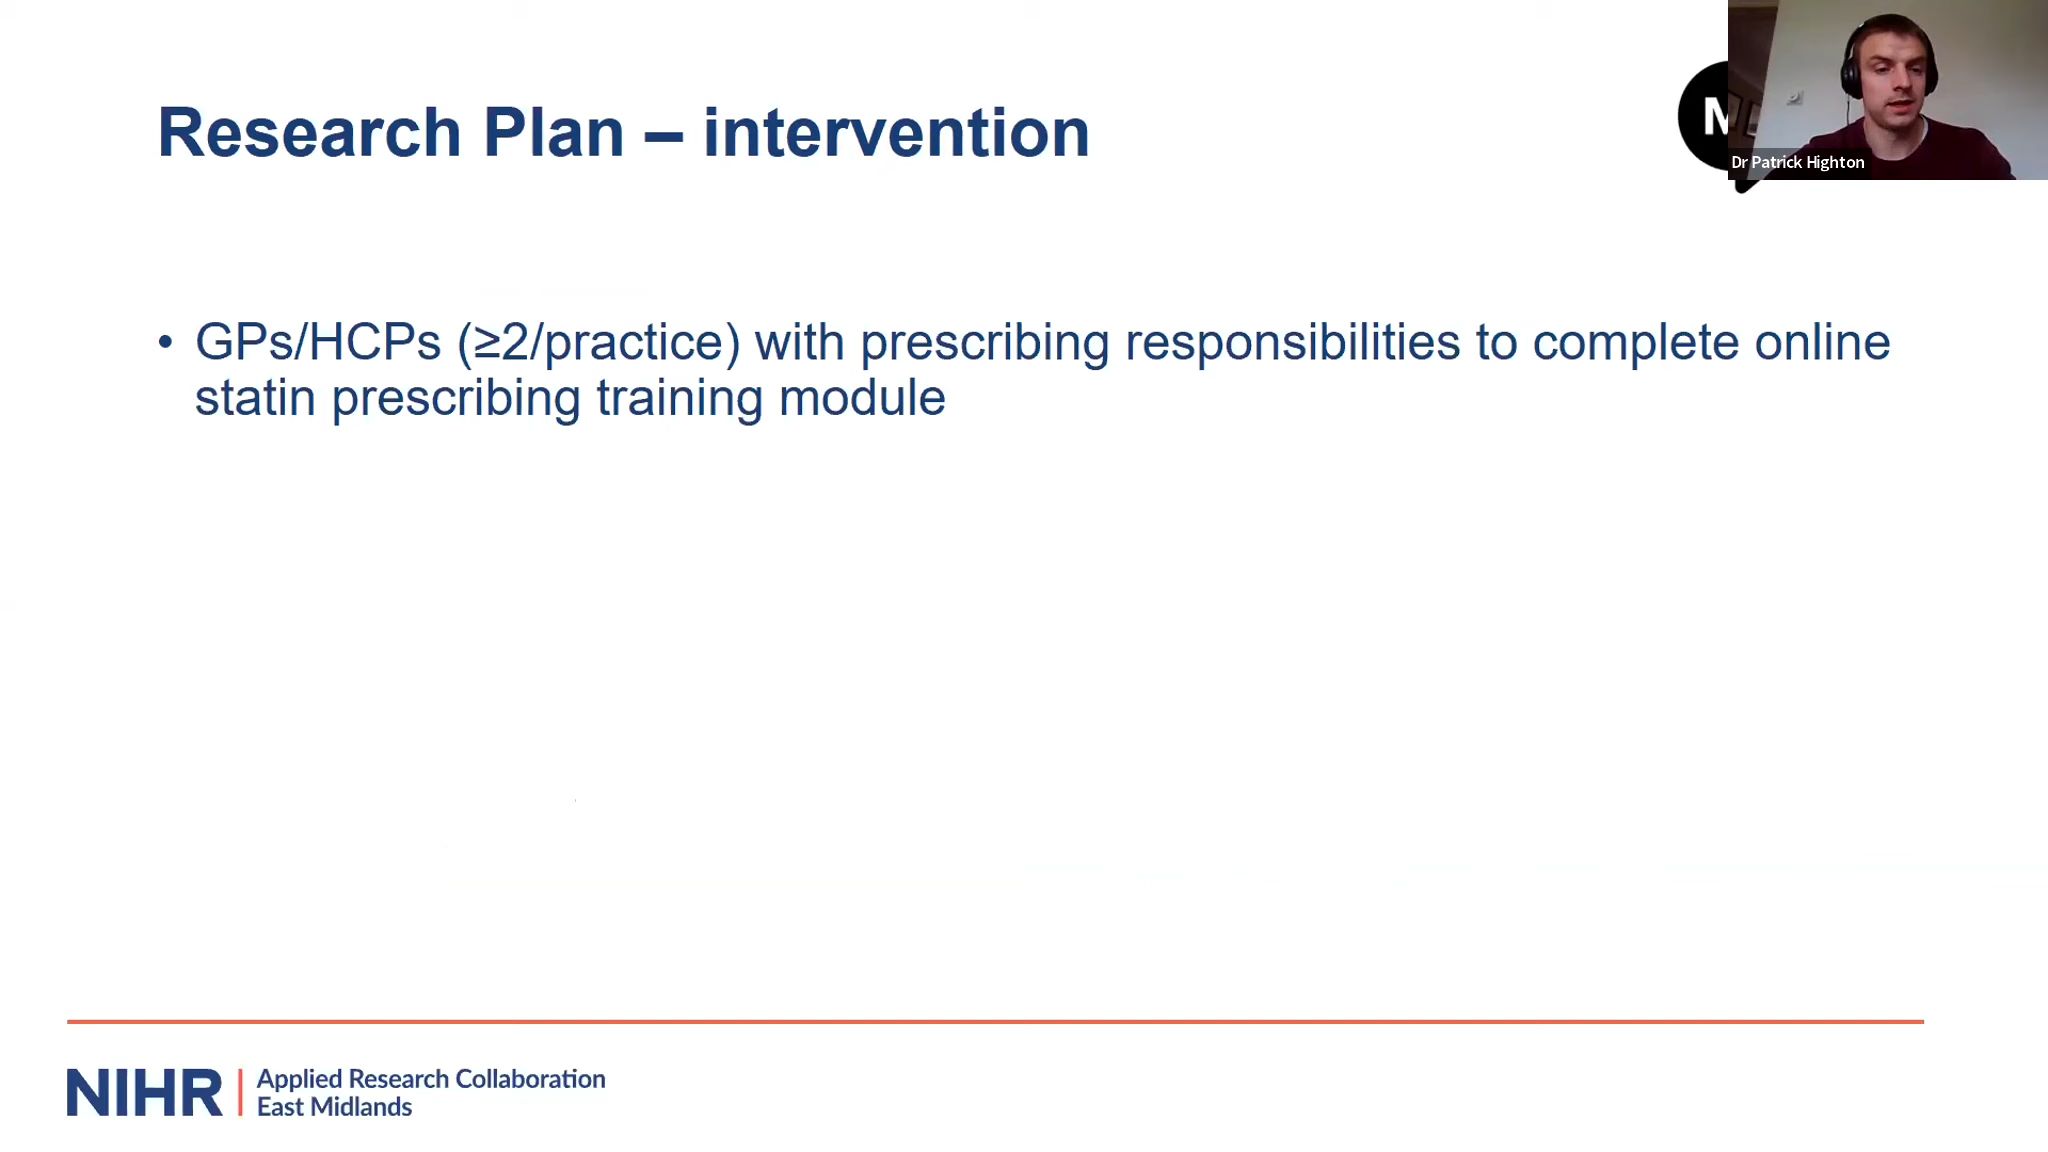 Research Plan – intervention
M
Dr Patrick Highton
• GPs/HCPs (≥2/practice) with prescribing responsibilities to complete online
statin prescribing training module
NIHR | Applied Research Collaboration
East Midlands